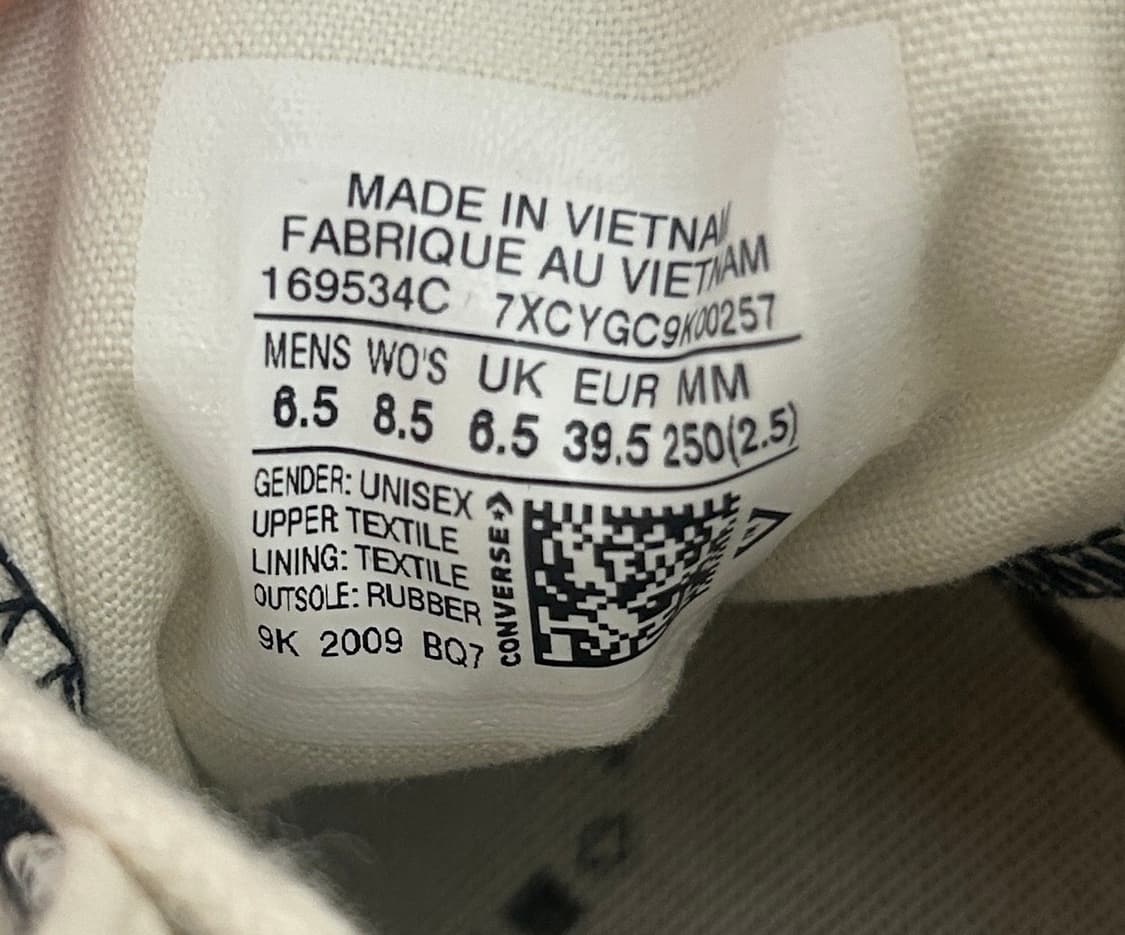 MADE IN VIETNAM
FABRIQUE AU VIETNAM
169534C 7XCYGC9K00257
MENS WO'S UK EUR MM
6.5 8.5 6.5 39.5 250(2.5)
GENDER: UNISEX
UPPER TEXTILE
LINING: TEXTILE
OUTSOLE: RUBBER
9K 2009 BQ7
CONVERSE